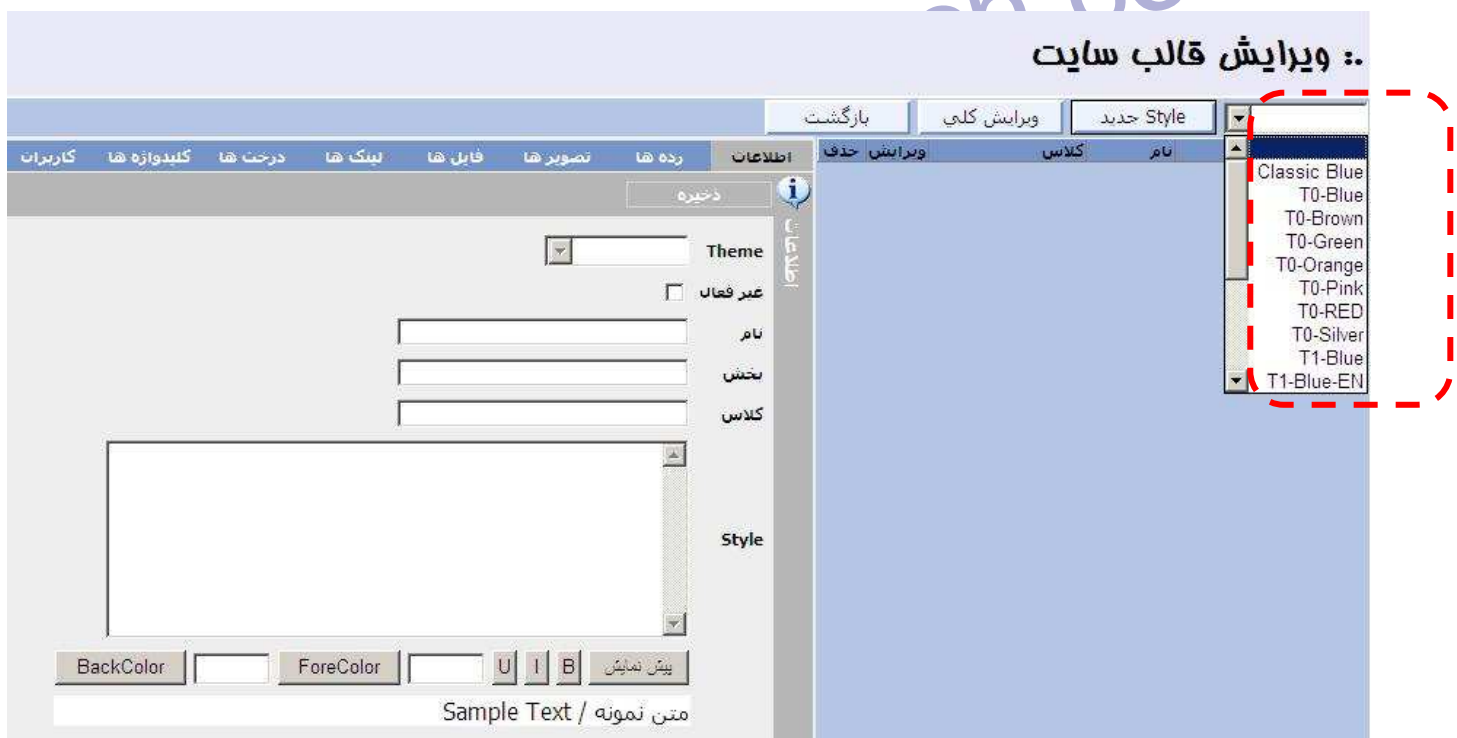 .: ویرایش قالب سایت
Style جدید ویرایش کلي بازگشت
نام کلاس ویرایش حذف
Classic Blue
T0-Blue
T0-Brown
T0-Green
T0-Orange
T0-Pink
T0-RED
T0-Silver
T1-Blue
T1-Blue-EN
اطلاعات رده ها تصویر ها فایل ها لینک ها درخت ها کلیدواژه ها کاربران
ذخیره
اطلاعات
Theme
غیر فعال
نام
بخش
کلاس
Style
پیش نمایش B I U ForeColor BackColor
متن نمونه / Sample Text